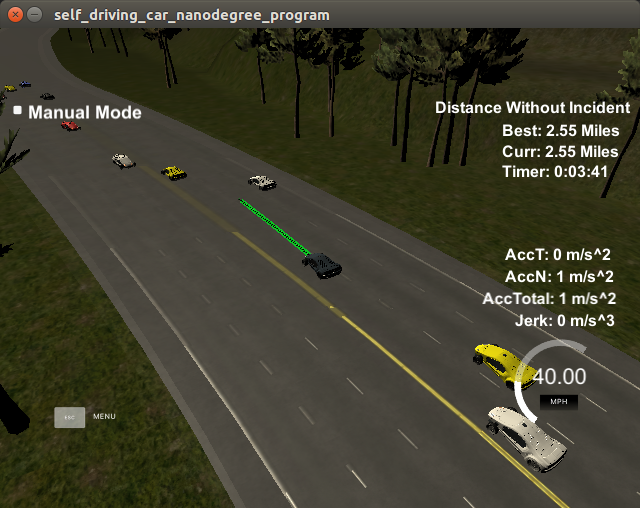 self_driving_car_nanodegree_program
Manual Mode
Distance Without Incident
Best: 2.55 Miles
Curr: 2.55 Miles
Timer: 0:03:41
AccT: 0 m/s^2
AccN: 1 m/s^2
AccTotal: 1 m/s^2
Jerk: 0 m/s^3
40.00
MPH
ESC MENU